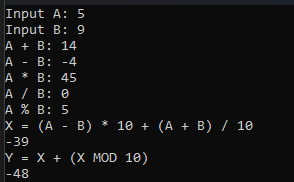 Input A: 5
Input B: 9
A + B: 14
A - B: -4
A * B: 45
A / B: 0
A % B: 5
X = (A - B) * 10 + (A + B) / 10
-39
Y = X + (X MOD 10)
-48